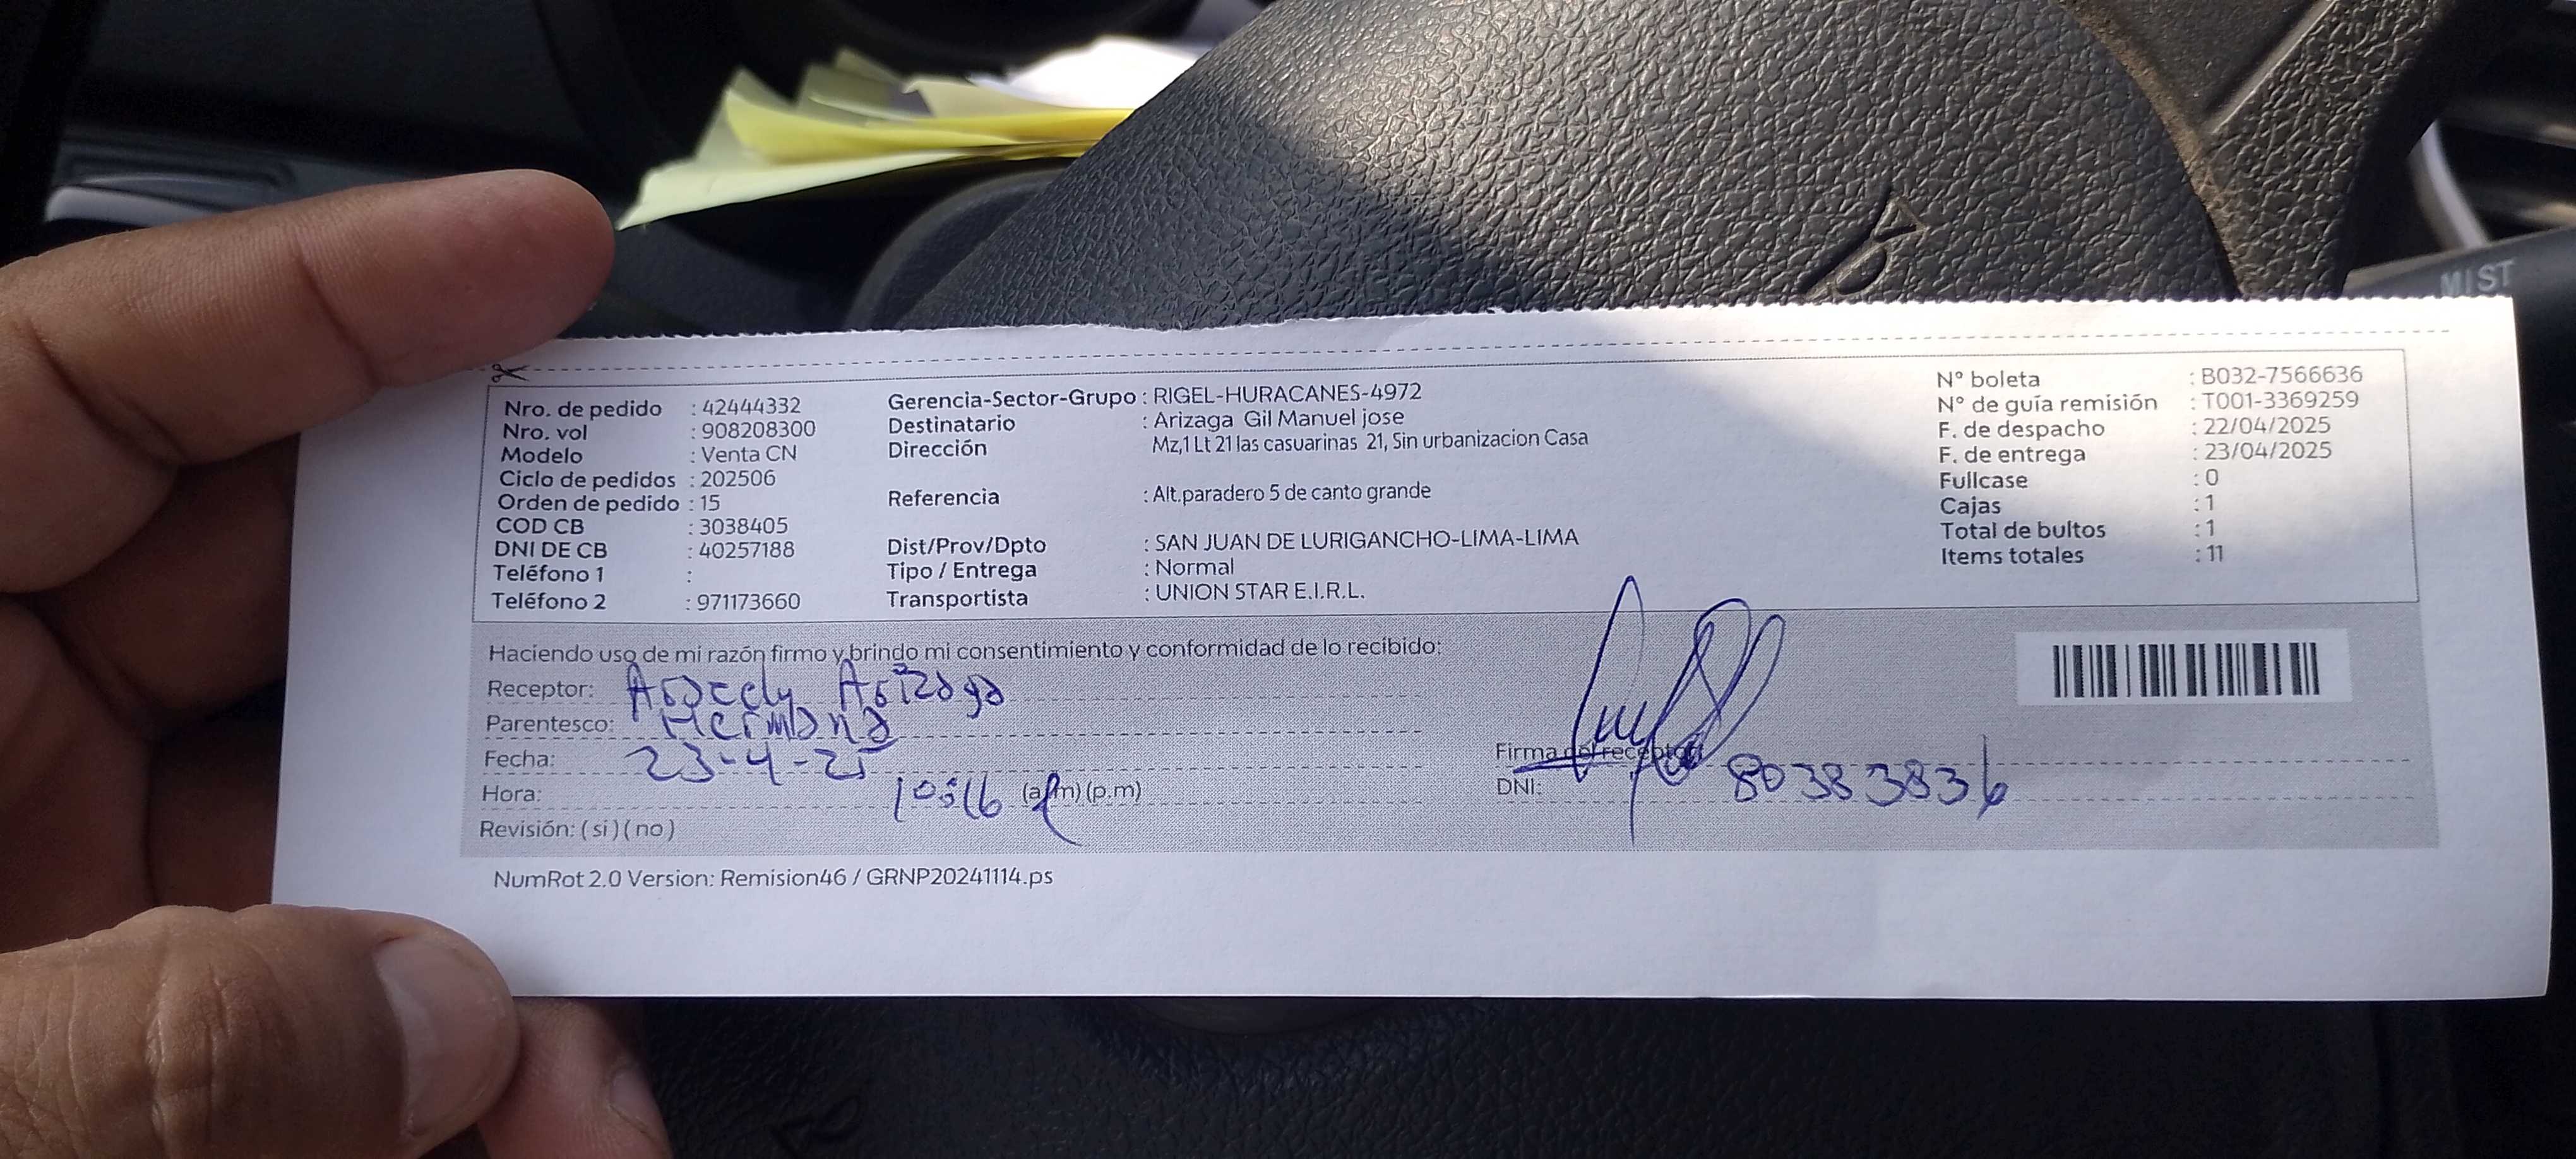 MIST
Nro. de pedido : 42444332
Nro. vol : 908208300
Modelo : Venta CN
Ciclo de pedidos : 202506
Orden de pedido : 15
COD CB : 3038405
DNI DE CB : 40257188
Teléfono 1 :
Teléfono 2 : 971173660
Gerencia-Sector-Grupo : RIGEL-HURACANES-4972
Destinatario : Arizaga Gil Manuel jose
Dirección Mz,1 Lt 21 las casuarinas 21, Sin urbanizacion Casa
Referencia : Alt.paradero 5 de canto grande
Dist/Prov/Dpto : SAN JUAN DE LURIGANCHO-LIMA-LIMA
Tipo / Entrega : Normal
Transportista : UNION STAR E.I.R.L.
N° boleta : B032-7566636
N° de guía remisión : T001-3369259
F. de despacho : 22/04/2025
F. de entrega : 23/04/2025
Fullcase : 0
Cajas : 1
Total de bultos : 1
Items totales : 11
Haciendo uso de mi razón firmo y brindo mi consentimiento y conformidad de lo recibido:
Receptor: Aracely Arizaga
Parentesco: Hermana
Fecha: 23-4-25
Hora: 10:16 (a.m) (p.m)
Revisión: ( si ) ( no )
Firma del receptor:
DNI: 80383836
NumRot 2.0 Version: Remision46 / GRNP20241114.ps